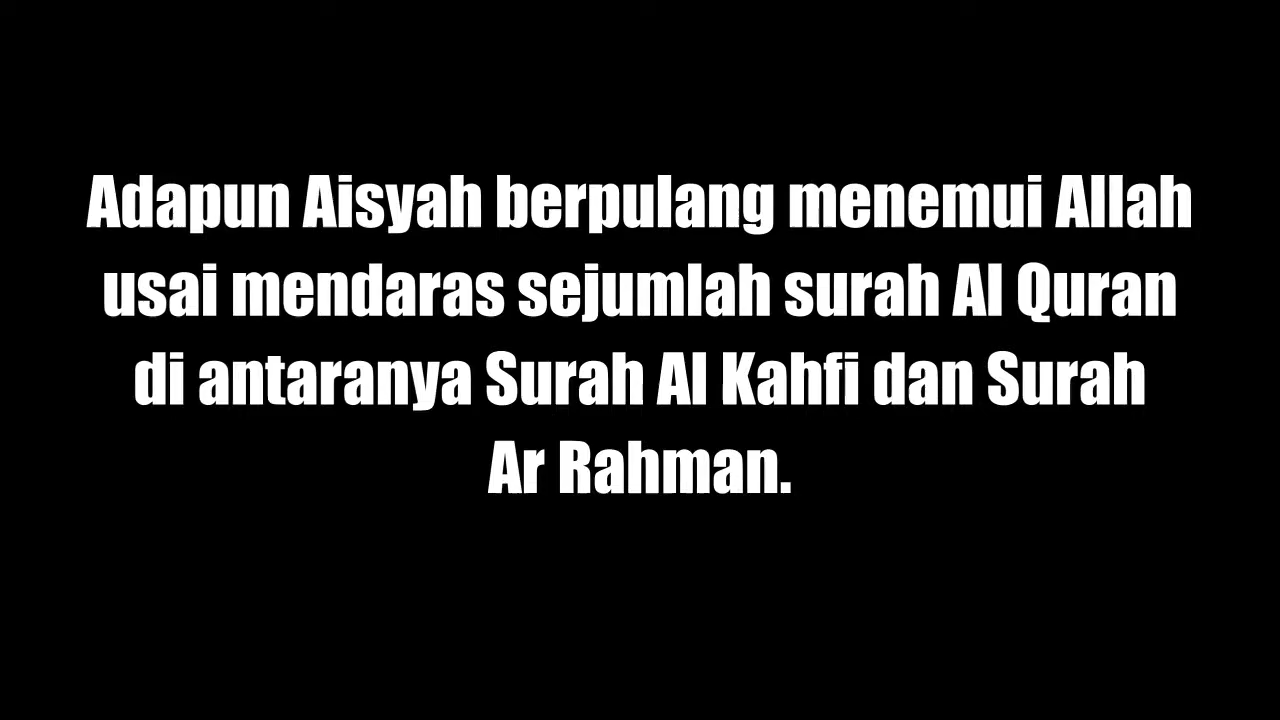 Adapun Aisyah berpulang menemui Allah
usai mendaras sejumlah surah Al Quran
di antaranya Surah Al Kahfi dan Surah
Ar Rahman.